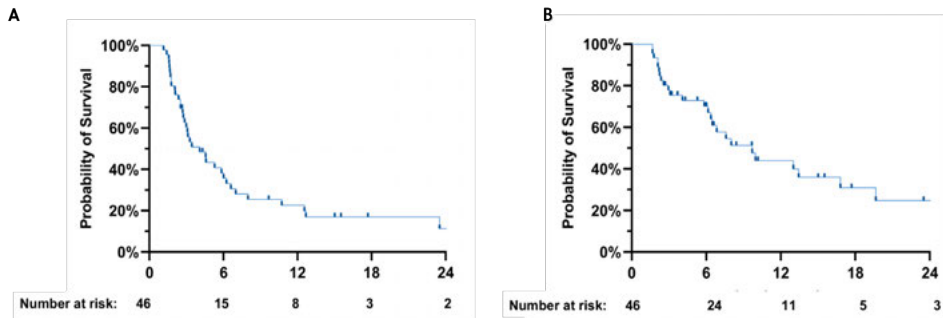 A
Probability of Survival
100%
80%
60%
40%
20%
0%
0 6 12 18 24
Number at risk: 46 15 8 3 2
B
Probability of Survival
100%
80%
60%
40%
20%
0%
0 6 12 18 24
Number at risk: 46 24 11 5 3